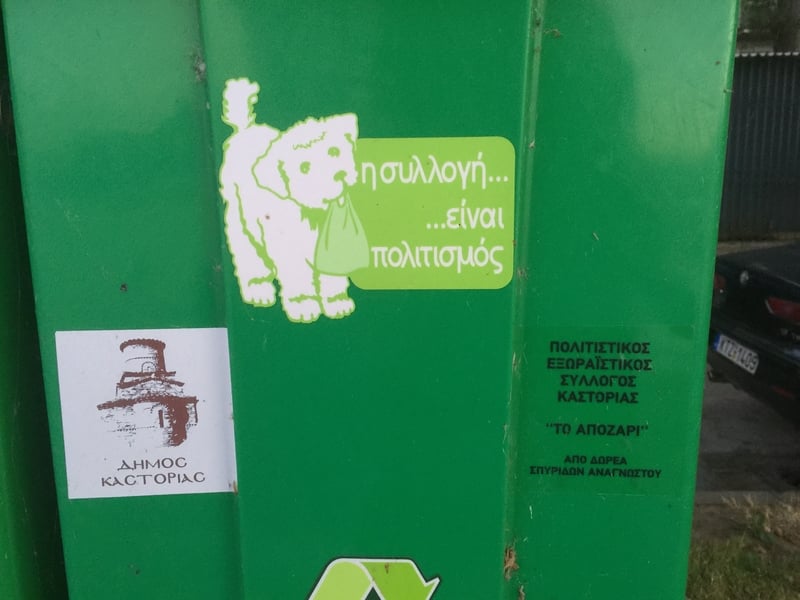 η συλλογή...
...είναι
πολιτισμός
ΔΗΜΟΣ
ΚΑΣΤΟΡΙΑΣ
ΠΟΛΙΤΙΣΤΙΚΟΣ
ΕΞΩΡΑΪΣΤΙΚΟΣ
ΣΥΛΛΟΓΟΣ
ΚΑΣΤΟΡΙΑΣ
"ΤΟ ΑΠΟΖΑΡΙ"
ΑΠΟ ΔΩΡΕΑ
ΣΠΥΡΙΔΩΝ ΑΝΑΓΝΩΣΤΟΥ